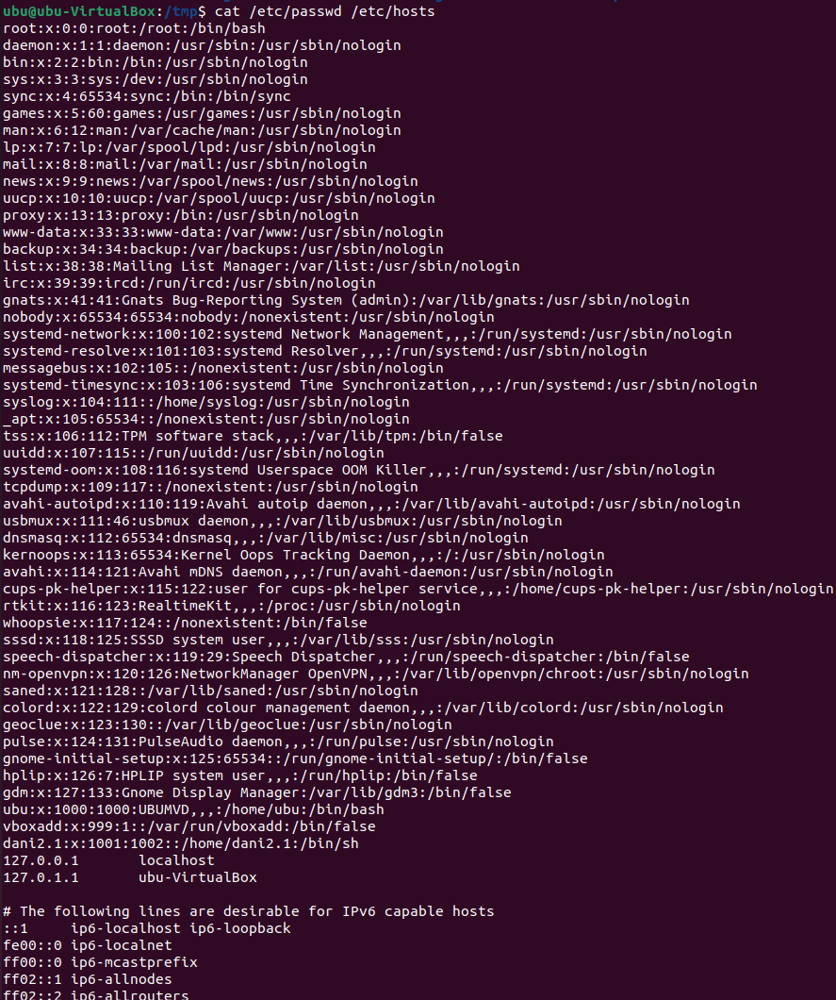 ubu@ubu-VirtualBox:/tmp$ cat /etc/passwd /etc/hosts
root:x:0:0:root:/root:/bin/bash
daemon:x:1:1:daemon:/usr/sbin:/usr/sbin/nologin
bin:x:2:2:bin:/bin:/usr/sbin/nologin
sys:x:3:3:sys:/dev:/usr/sbin/nologin
sync:x:4:65534:sync:/bin:/bin/sync
games:x:5:60:games:/usr/games:/usr/sbin/nologin
man:x:6:12:man:/var/cache/man:/usr/sbin/nologin
lp:x:7:7:lp:/var/spool/lpd:/usr/sbin/nologin
mail:x:8:8:mail:/var/mail:/usr/sbin/nologin
news:x:9:9:news:/var/spool/news:/usr/sbin/nologin
uucp:x:10:10:uucp:/var/spool/uucp:/usr/sbin/nologin
proxy:x:13:13:proxy:/bin:/usr/sbin/nologin
www-data:x:33:33:www-data:/var/www:/usr/sbin/nologin
backup:x:34:34:backup:/var/backups:/usr/sbin/nologin
list:x:38:38:Mailing List Manager:/var/list:/usr/sbin/nologin
irc:x:39:39:ircd:/run/ircd:/usr/sbin/nologin
gnats:x:41:41:Gnats Bug-Reporting System (admin):/var/lib/gnats:/usr/sbin/nologin
nobody:x:65534:65534:nobody:/nonexistent:/usr/sbin/nologin
systemd-network:x:100:102:systemd Network Management,,,:/run/systemd:/usr/sbin/nologin
systemd-resolve:x:101:103:systemd Resolver,,,:/run/systemd:/usr/sbin/nologin
messagebus:x:102:105::/nonexistent:/usr/sbin/nologin
systemd-timesync:x:103:106:systemd Time Synchronization,,,:/run/systemd:/usr/sbin/nologin
syslog:x:104:111::/home/syslog:/usr/sbin/nologin
_apt:x:105:65534::/nonexistent:/usr/sbin/nologin
tss:x:106:112:TPM software stack,,,:/var/lib/tpm:/bin/false
uuidd:x:107:115::/run/uuidd:/usr/sbin/nologin
systemd-oom:x:108:116:systemd Userspace OOM Killer,,,:/run/systemd:/usr/sbin/nologin
tcpdump:x:109:117::/nonexistent:/usr/sbin/nologin
avahi-autoipd:x:110:119:Avahi autoip daemon,,,:/var/lib/avahi-autoipd:/usr/sbin/nologin
usbmux:x:111:46:usbmux daemon,,,:/var/lib/usbmux:/usr/sbin/nologin
dnsmasq:x:112:65534:dnsmasq,,,:/var/lib/misc:/usr/sbin/nologin
kernoops:x:113:65534:Kernel Oops Tracking Daemon,,,:/:/usr/sbin/nologin
avahi:x:114:121:Avahi mDNS daemon,,,:/run/avahi-daemon:/usr/sbin/nologin
cups-pk-helper:x:115:122:user for cups-pk-helper service,,,:/home/cups-pk-helper:/usr/sbin/nologin
rtkit:x:116:123:RealtimeKit,,,:/proc:/usr/sbin/nologin
whoopsie:x:117:124::/nonexistent:/bin/false
sssd:x:118:125:SSSD system user,,,:/var/lib/sss:/usr/sbin/nologin
speech-dispatcher:x:119:29:Speech Dispatcher,,,:/run/speech-dispatcher:/bin/false
nm-openvpn:x:120:126:NetworkManager OpenVPN,,,:/var/lib/openvpn/chroot:/usr/sbin/nologin
saned:x:121:128::/var/lib/saned:/usr/sbin/nologin
colord:x:122:129:colord colour management daemon,,,:/var/lib/colord:/usr/sbin/nologin
geoclue:x:123:130::/var/lib/geoclue:/usr/sbin/nologin
pulse:x:124:131:PulseAudio daemon,,,:/run/pulse:/usr/sbin/nologin
gnome-initial-setup:x:125:65534::/run/gnome-initial-setup/:/bin/false
hplip:x:126:7:HPLIP system user,,,:/run/hplip:/bin/false
gdm:x:127:133:Gnome Display Manager:/var/lib/gdm3:/bin/false
ubu:x:1000:1000:UBUMVD,,,:/home/ubu:/bin/bash
vboxadd:x:999:1::/var/run/vboxadd:/bin/false
dani2.1:x:1001:1002::/home/dani2.1:/bin/sh
127.0.0.1       localhost
127.0.1.1       ubu-VirtualBox

# The following lines are desirable for IPv6 capable hosts
::1     ip6-localhost ip6-loopback
fe00::0 ip6-localnet
ff00::0 ip6-mcastprefix
ff02::1 ip6-allnodes
ff02::2 ip6-allrouters